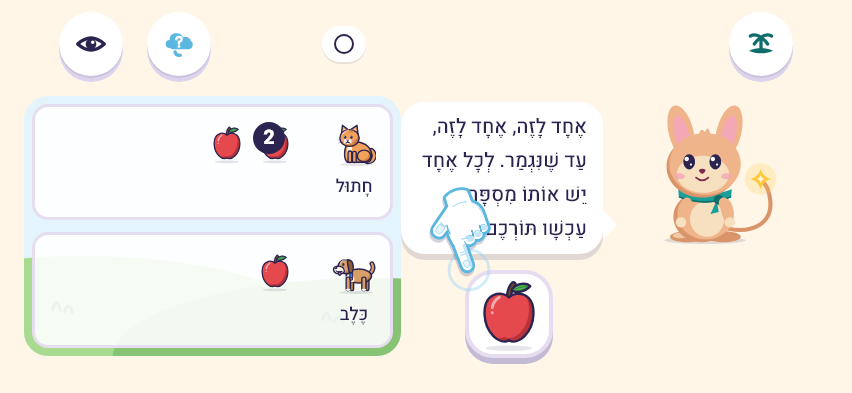 אֶחָד לָזֶה, אֶחָד לָזֶה,
עַד שֶׁנִּגְמַר. לְכָל אֶחָד
יֵשׁ אוֹתוֹ
עַכְשָׁו תּוֹרְכֶם
2
חָתוּל
כֶּלֶב
?